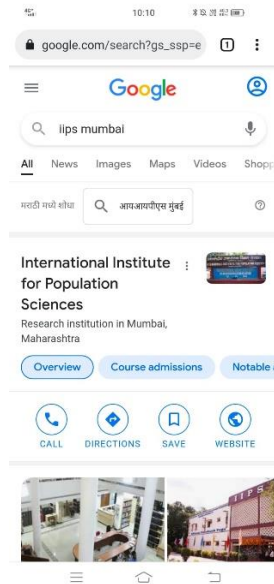 10:10
google.com/search?gs_ssp=e
1
Google
iips mumbai
All News Images Maps Videos Shopp
मराठी मध्ये शोधा
आयआयपीएस मुंबई
International Institute
for Population
Sciences
Research institution in Mumbai,
Maharashtra
Overview Course admissions Notable
CALL DIRECTIONS SAVE WEBSITE
I I P S